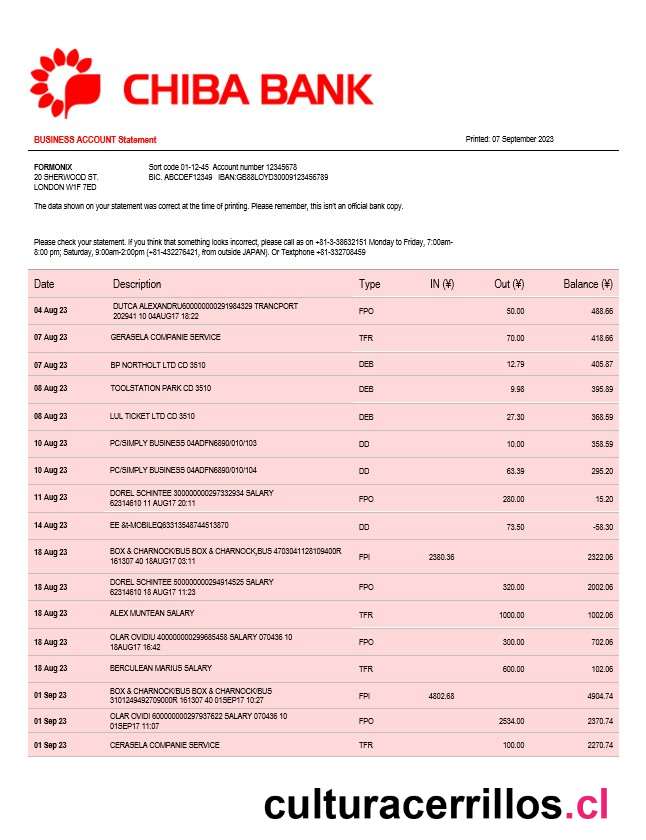 CHIBA BANK
BUSINESS ACCOUNT Statement Printed: 07 September 2023
FORMONIX Sort code 01-12-45 Account number 12345678
20 SHERWOOD ST. BIC. ABCDEF12349 IBAN:GB88LOYD30009123456789
LONDON W1F 7ED
The data shown on your statement was correct at the time of printing. Please remember, this isn't an official bank copy.
Please check your statement. If you think that something looks incorrect, please call as on +81-3-38632151 Monday to Friday, 7:00am-
8:00 pm; Saturday, 9:00am-2:00pm (+81-432276421, from outside JAPAN). Or Textphone +81-332708459
Date Description Type IN (¥) Out (¥) Balance (¥)
04 Aug 23 DUTCA ALEXANDRU600000000291984329 TRANCPORT FPO 50.00 488.66
202941 10 04AUG17 18:22
07 Aug 23 GERASELA COMPANIE SERVICE TFR 70.00 418.66
07 Aug 23 BP NORTHOLT LTD CD 3510 DEB 12.79 405.87
08 Aug 23 TOOLSTATION PARK CD 3510 DEB 9.98 395.89
08 Aug 23 LUL TICKET LTD CD 3510 DEB 27.30 368.59
10 Aug 23 PC/SIMPLY BUSINESS 04ADFN6890/010/103 DD 10.00 358.59
10 Aug 23 PC/SIMPLY BUSINESS 04ADFN6890/010/104 DD 63.39 295.20
11 Aug 23 DOREL SCHINTEE 300000000297332934 SALARY FPO 280.00 15.20
62314610 11 AUG17 20:11
14 Aug 23 EE &t-MOBILEQ63313548744513870 DD 73.50 -58.30
18 Aug 23 BOX & CHARNOCK/BUS BOX & CHARNOCK,BUS 4703041128109400R FPI 2380.36 2322.06
161307 40 18AUG17 03:11
18 Aug 23 DOREL SCHINTEE 500000000294914525 SALARY FPO 320.00 2002.06
62314610 18 AUG17 11:23
18 Aug 23 ALEX MUNTEAN SALARY TFR 1000.00 1002.06
18 Aug 23 OLAR OVIDIU 400000000299685458 SALARY 070436 10 FPO 300.00 702.06
18AUG17 16:42
18 Aug 23 BERCULEAN MARIUS SALARY TFR 600.00 102.06
01 Sep 23 BOX & CHARNOCK/BUS BOX & CHARNOCK/BUS FPI 4802.68 4904.74
3101249492709000R 161307 40 01SEP17 10:27
01 Sep 23 OLAR OVIDI 600000000297937622 SALARY 070436 10 FPO 2534.00 2370.74
01SEP17 11:07
01 Sep 23 CERASELA COMPANIE SERVICE TFR 100.00 2270.74
culturacerrillos.cl